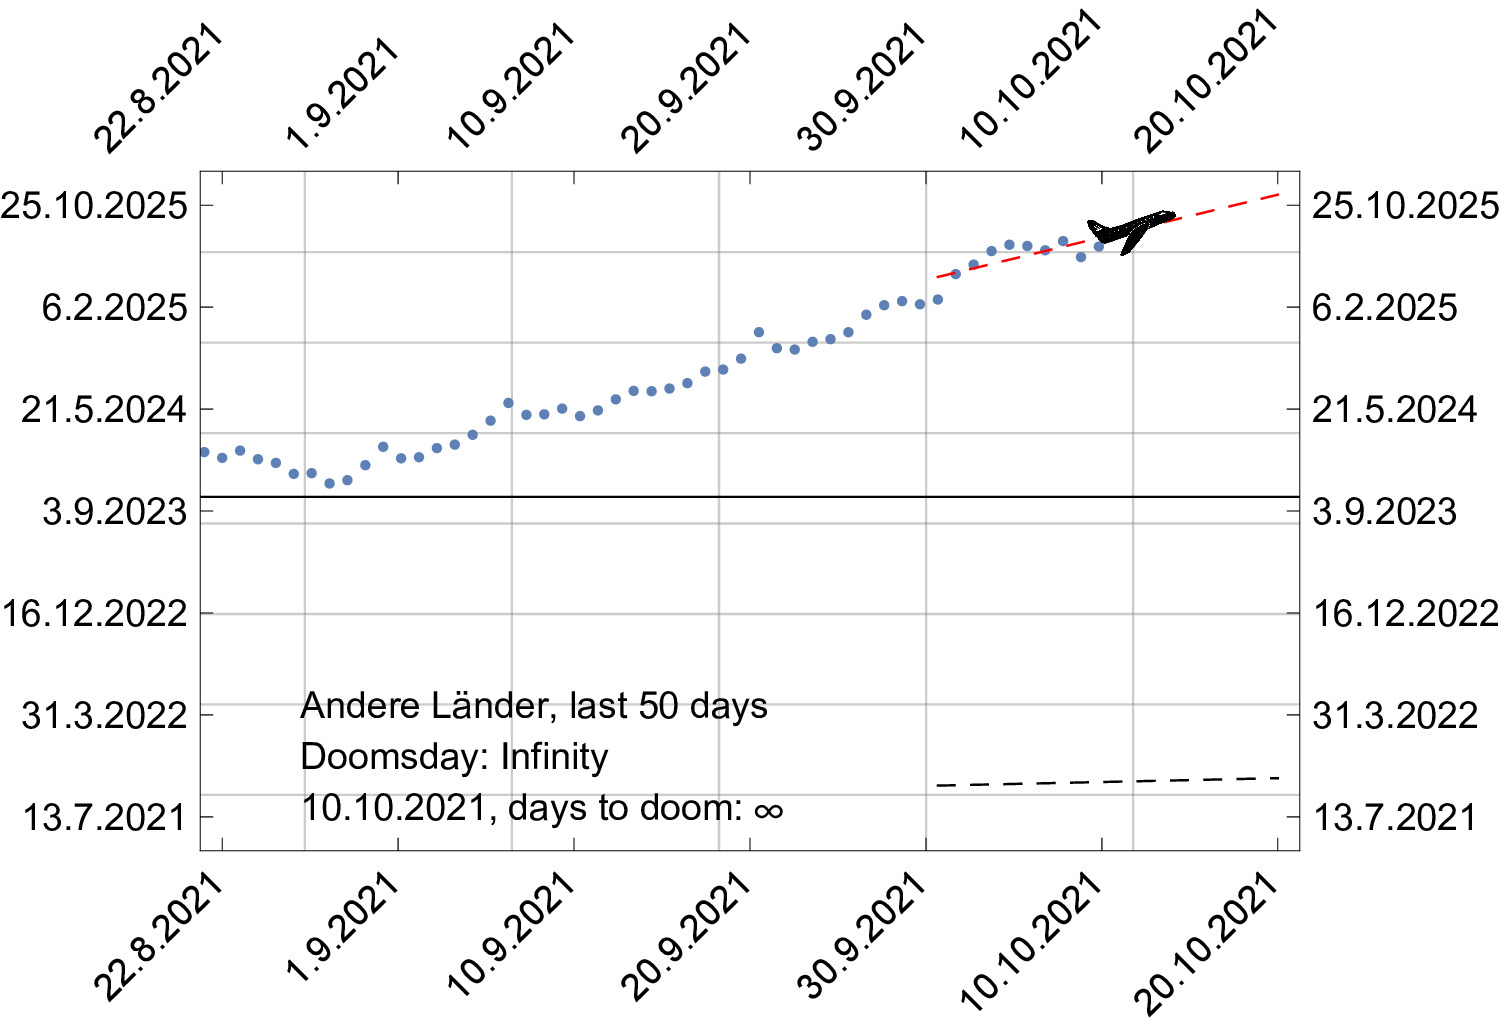 22.8.2021 1.9.2021 10.9.2021 20.9.2021 30.9.2021 10.10.2021 20.10.2021
25.10.2025 25.10.2025
6.2.2025 6.2.2025
21.5.2024 21.5.2024
3.9.2023 3.9.2023
16.12.2022 16.12.2022
31.3.2022 31.3.2022
13.7.2021 13.7.2021
Andere Länder, last 50 days
Doomsday: Infinity
10.10.2021, days to doom: ∞
22.8.2021 1.9.2021 10.9.2021 20.9.2021 30.9.2021 10.10.2021 20.10.2021